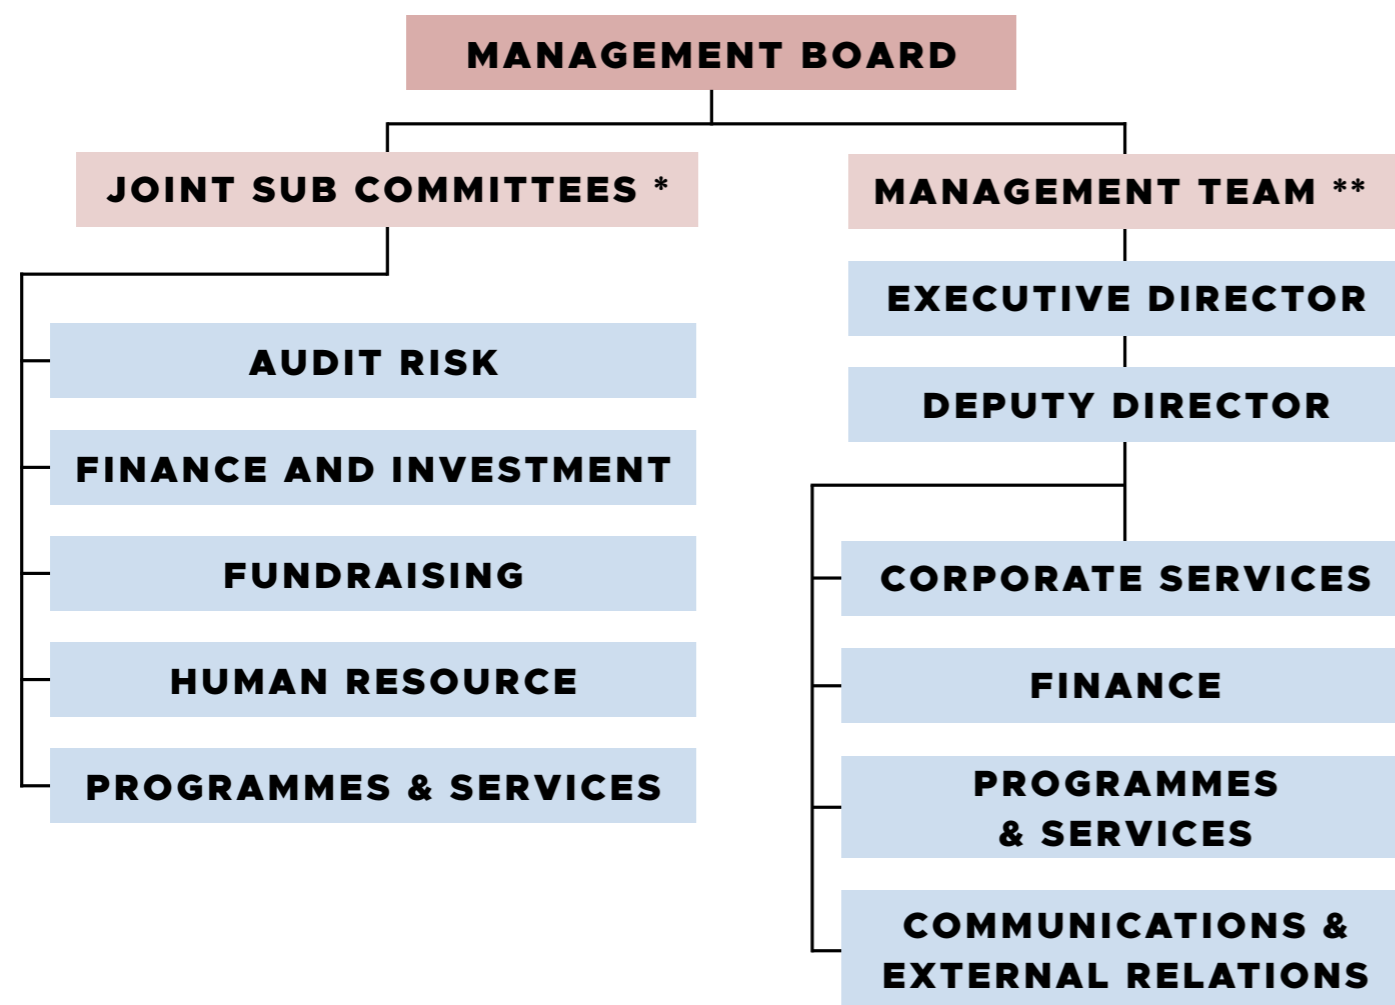 MANAGEMENT BOARD
JOINT SUB COMMITTEES *
AUDIT RISK
FINANCE AND INVESTMENT
FUNDRAISING
HUMAN RESOURCE
PROGRAMMES & SERVICES
MANAGEMENT TEAM **
EXECUTIVE DIRECTOR
DEPUTY DIRECTOR
CORPORATE SERVICES
FINANCE
PROGRAMMES
& SERVICES
COMMUNICATIONS &
EXTERNAL RELATIONS